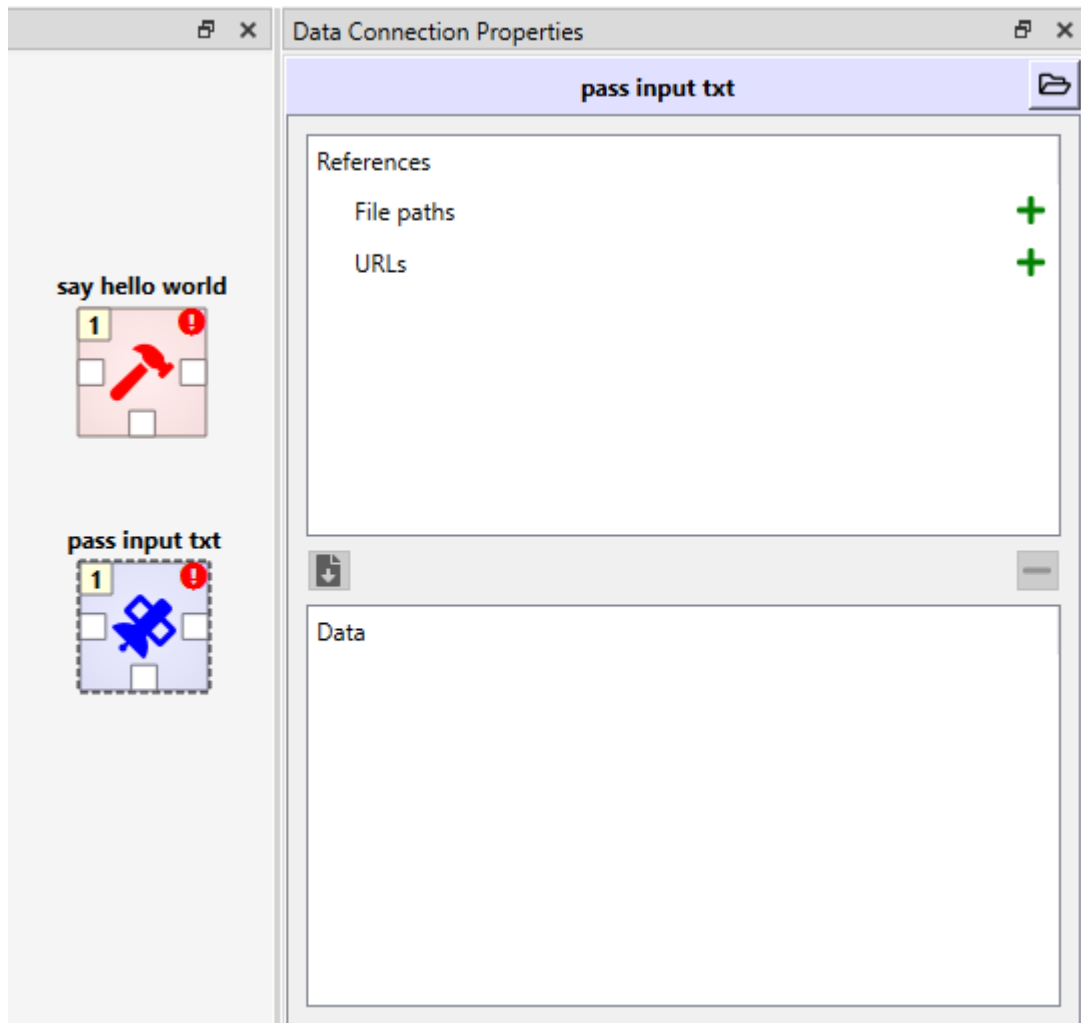 Data Connection Properties
pass input txt
References
File paths
URLs
say hello world
1
pass input txt
1
Data